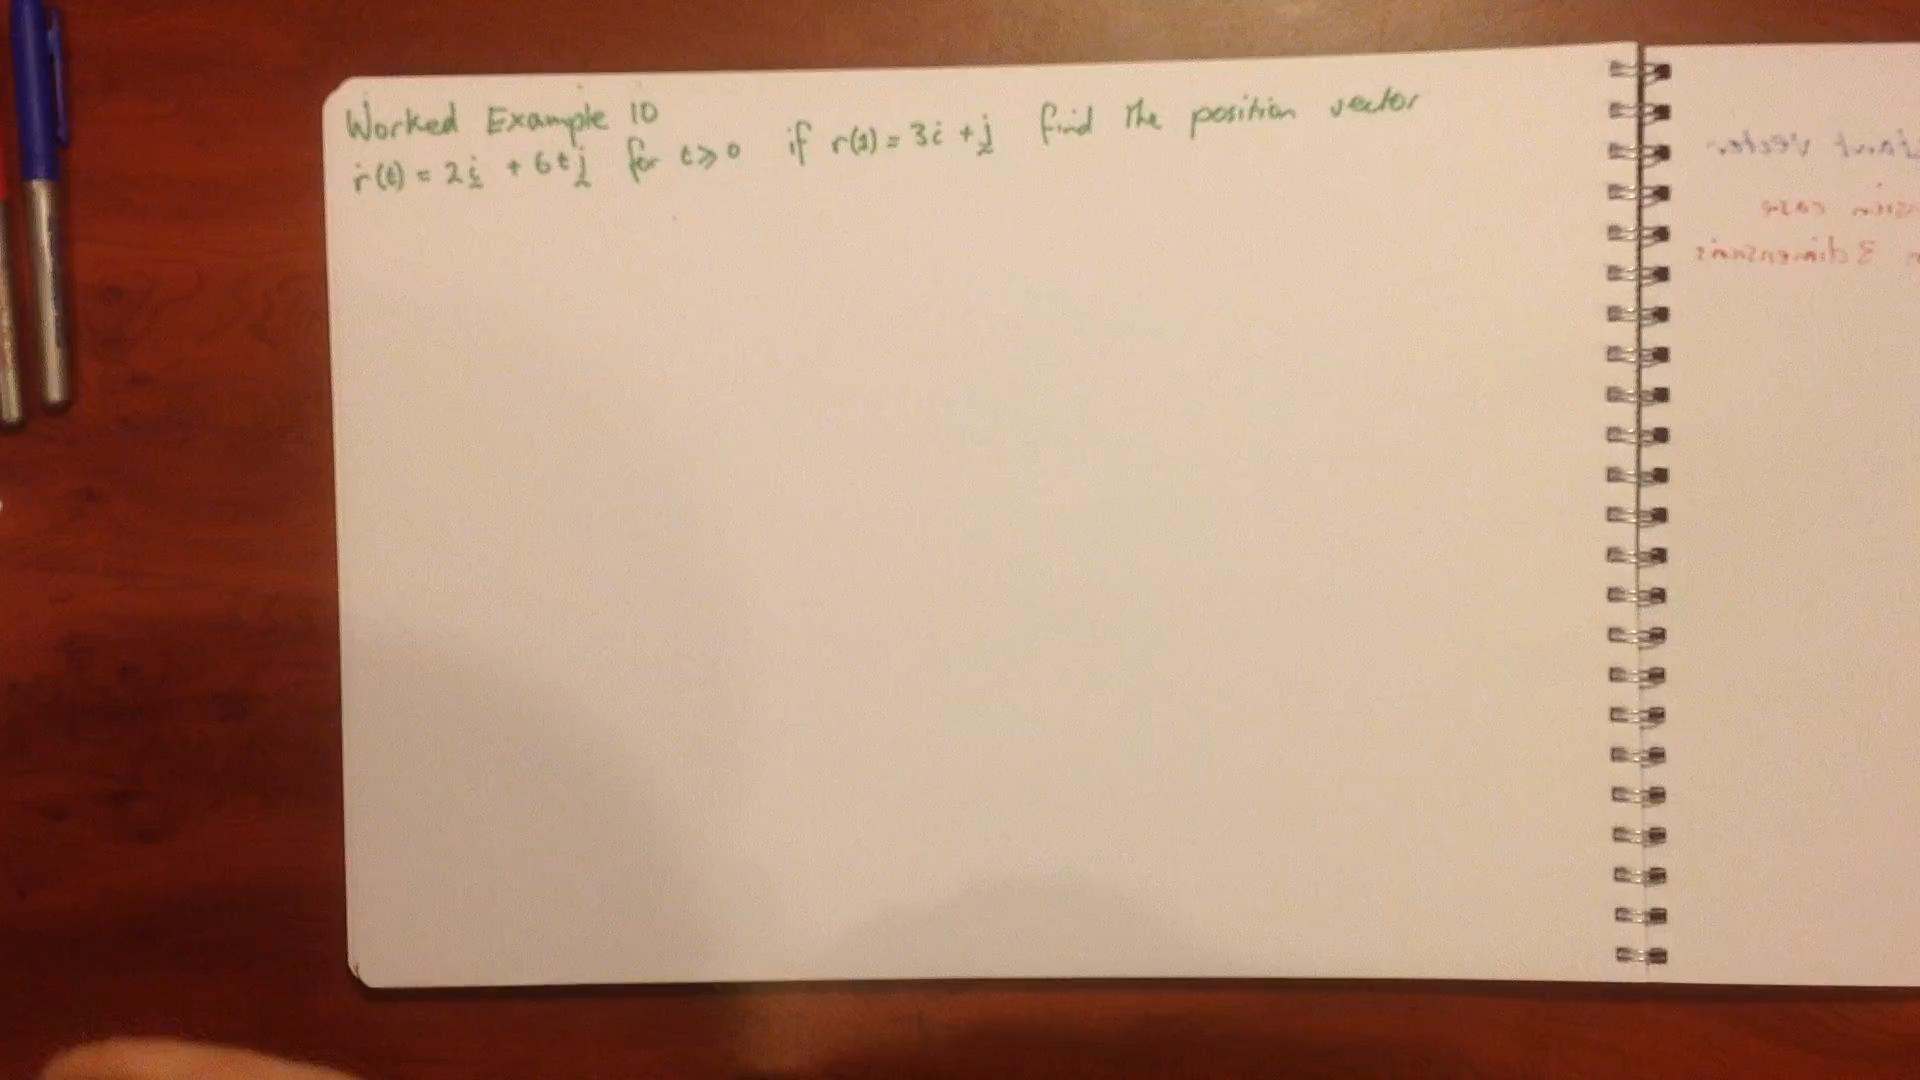 Worked Example 10
ṙ(t) = 2i + 6tj for t ≥ 0 if r(1) = 3i + j find the position vector